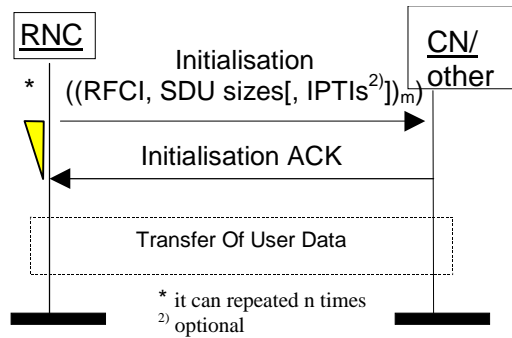 RNC
CN/
other
*
Initialisation
((RFCI, SDU sizes[, IPTIs2)])m)
Initialisation ACK
Transfer Of User Data
* it can repeated n times
2) optional